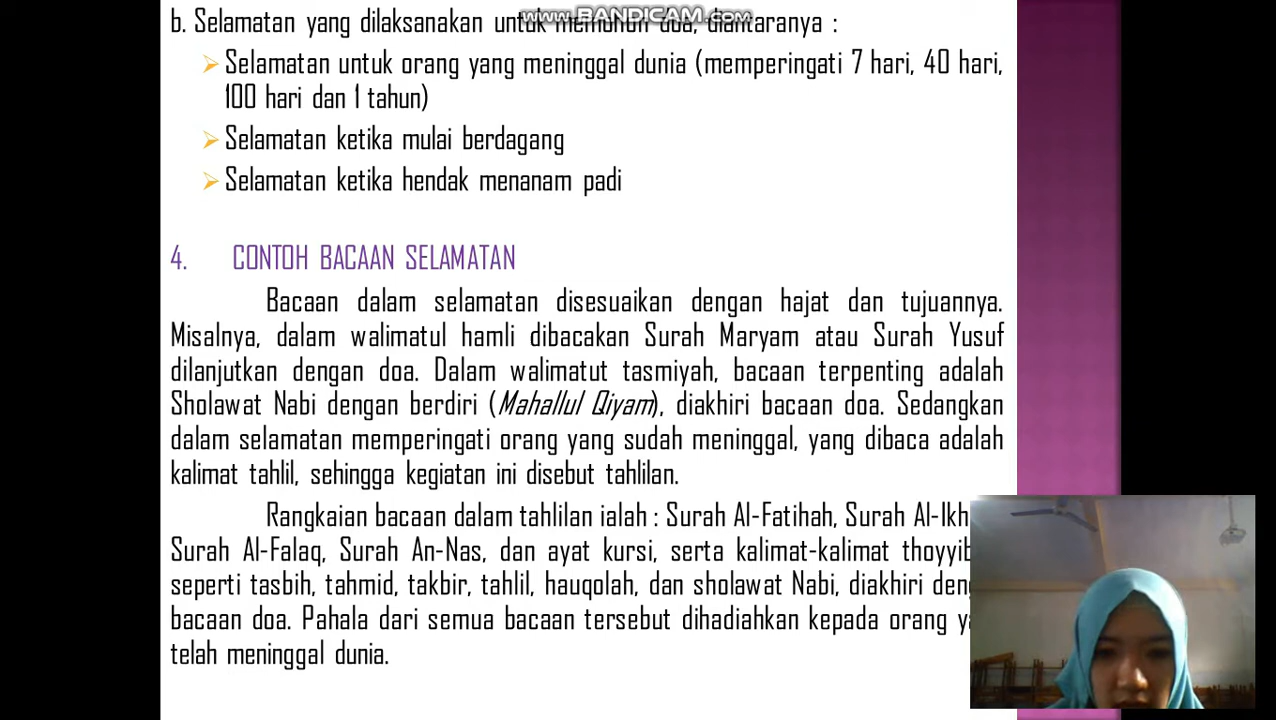 www.BANDICAM.com
b. Selamatan yang dilaksanakan untuk memohon doa, diantaranya :
Selamatan untuk orang yang meninggal dunia (memperingati 7 hari, 40 hari,
100 hari dan 1 tahun)
Selamatan ketika mulai berdagang
Selamatan ketika hendak menanam padi
4. CONTOH BACAAN SELAMATAN
Bacaan dalam selamatan disesuaikan dengan hajat dan tujuannya.
Misalnya, dalam walimatul hamli dibacakan Surah Maryam atau Surah Yusuf
dilanjutkan dengan doa. Dalam walimatut tasmiyah, bacaan terpenting adalah
Sholawat Nabi dengan berdiri (Mahallul Qiyam), diakhiri bacaan doa. Sedangkan
dalam selamatan memperingati orang yang sudah meninggal, yang dibaca adalah
kalimat tahlil, sehingga kegiatan ini disebut tahlilan.
Rangkaian bacaan dalam tahlilan ialah : Surah Al-Fatihah, Surah
Surah Al-Falaq, Surah An-Nas, dan ayat kursi, serta kalimat-kalimat
seperti tasbih, tahmid, takbir, tahlil, hauqolah, dan sholawat Nabi, diakhiri
bacaan doa. Pahala dari semua bacaan tersebut dihadiahkan kepada orang
telah meninggal dunia.